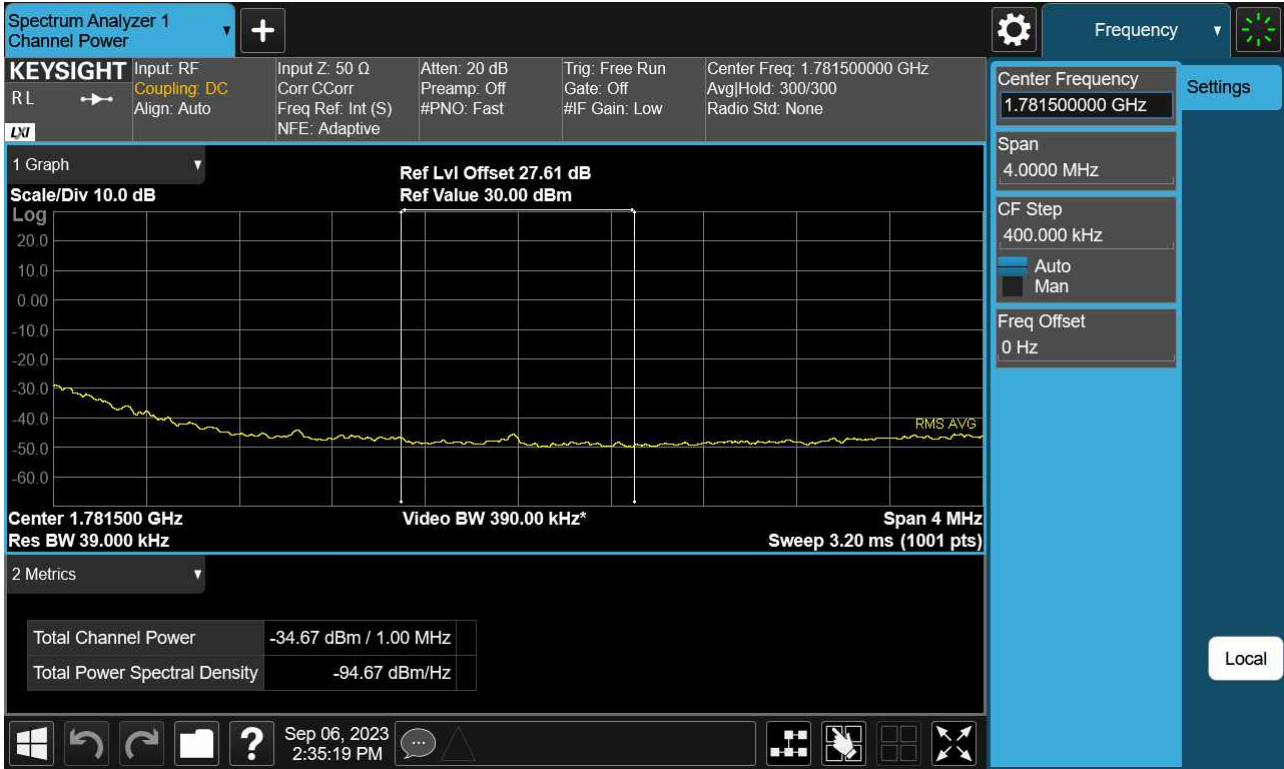 Spectrum Analyzer 1
Channel Power
Frequency
KEYSIGHT
R L
LXI
Input: RF
Coupling: DC
Align: Auto
Input Z: 50 Ω
Corr CCorr
Freq Ref: Int (S)
NFE: Adaptive
Atten: 20 dB
Preamp: Off
#PNO: Fast
Trig: Free Run
Gate: Off
#IF Gain: Low
Center Freq: 1.781500000 GHz
Avg|Hold: 300/300
Radio Std: None
Center Frequency
1.781500000 GHz
Settings
Span
4.0000 MHz
CF Step
400.000 kHz
Auto
Man
Freq Offset
0 Hz
1 Graph
Scale/Div 10.0 dB
Ref Lvl Offset 27.61 dB
Ref Value 30.00 dBm
Log
20.0
10.0
0.00
-10.0
-20.0
-30.0
-40.0
-50.0
-60.0
RMS AVG
Center 1.781500 GHz
Video BW 390.00 kHz*
Span 4 MHz
Res BW 39.000 kHz
Sweep 3.20 ms (1001 pts)
2 Metrics
Total Channel Power -34.67 dBm / 1.00 MHz
Total Power Spectral Density -94.67 dBm/Hz
Local
?
Sep 06, 2023
2:35:19 PM